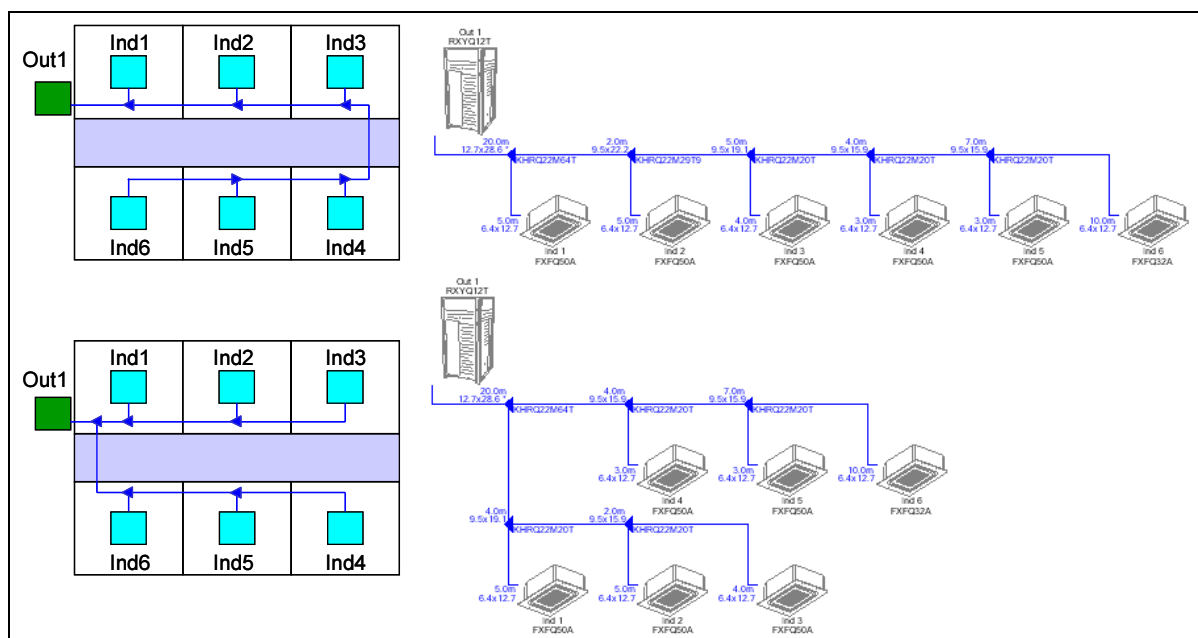 Ind1 Ind2 Ind3
Out1
Ind6 Ind5 Ind4
Out 1
RXYQ12T
20.0m 2.0m 5.0m 4.0m 7.0m
12.7x28.6 * 9.5x22.2 9.5x19.1 9.5x15.9 9.5x15.9
KHRQ22M64T KHRQ22M29T9 KHRQ22M20T KHRQ22M20T KHRQ22M20T
5.0m 5.0m 4.0m 3.0m 3.0m 10.0m
6.4x12.7 6.4x12.7 6.4x12.7 6.4x12.7 6.4x12.7 6.4x12.7
Ind 1 Ind 2 Ind 3 Ind 4 Ind 5 Ind 6
FXFQ50A FXFQ50A FXFQ50A FXFQ50A FXFQ50A FXFQ32A
Ind1 Ind2 Ind3
Out1
Ind6 Ind5 Ind4
Out 1
RXYQ12T
20.0m 4.0m 7.0m
12.7x28.6 * 9.5x15.9 9.5x15.9
KHRQ22M64T KHRQ22M20T KHRQ22M20T
3.0m 3.0m 10.0m
6.4x12.7 6.4x12.7 6.4x12.7
Ind 4 Ind 5 Ind 6
FXFQ50A FXFQ50A FXFQ32A
4.0m 2.0m
9.5x19.1 9.5x15.9
KHRQ22M20T KHRQ22M20T
5.0m 5.0m 4.0m
6.4x12.7 6.4x12.7 6.4x12.7
Ind 1 Ind 2 Ind 3
FXFQ50A FXFQ50A FXFQ50A